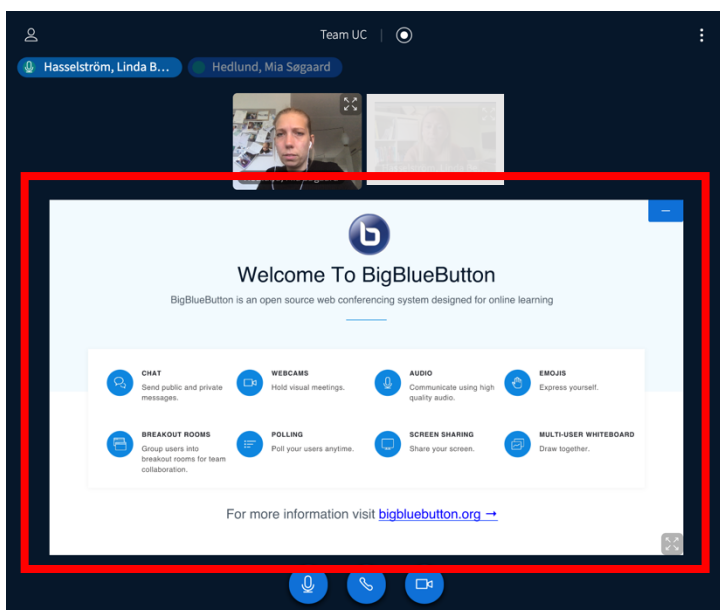 Team UC
Hasselström, Linda B...
Hedlund, Mia Søgaard
Welcome To BigBlueButton
BigBlueButton is an open source web conferencing system designed for online learning
CHAT
Send public and private
messages.
WEBCAMS
Hold visual meetings.
AUDIO
Communicate using high
quality audio.
EMOJIS
Express yourself.
BREAKOUT ROOMS
Group users into
breakout rooms for team
collaboration.
POLLING
Poll your users anytime.
SCREEN SHARING
Share your screen.
MULTI-USER WHITEBOARD
Draw together.
For more information visit bigbluebutton.org →